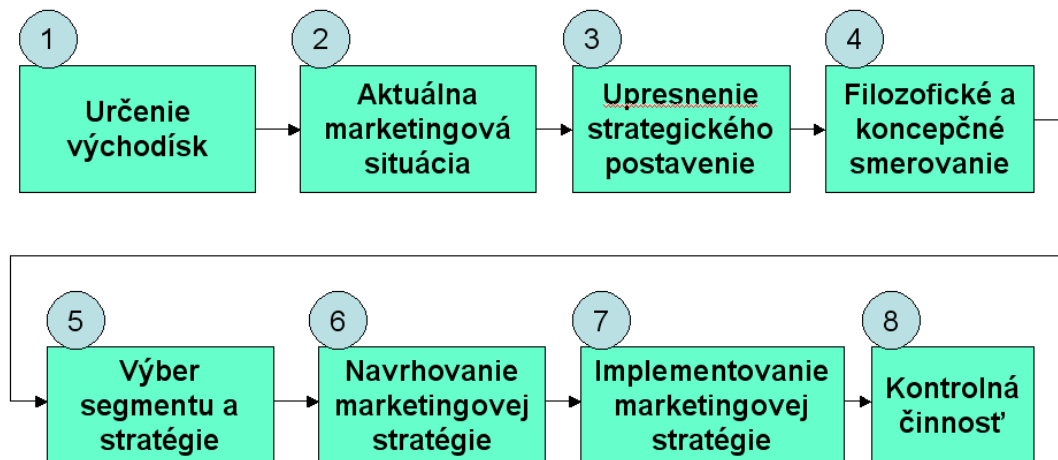 1
Určenie
východísk
2
Aktuálna
marketingová
situácia
3
Upresnenie
strategického
postavenie
4
Filozofické a
koncepčné
smerovanie
5
Výber
segmentu a
stratégie
6
Navrhovanie
marketingovej
stratégie
7
Implementovanie
marketingovej
stratégie
8
Kontrolná
činnosť